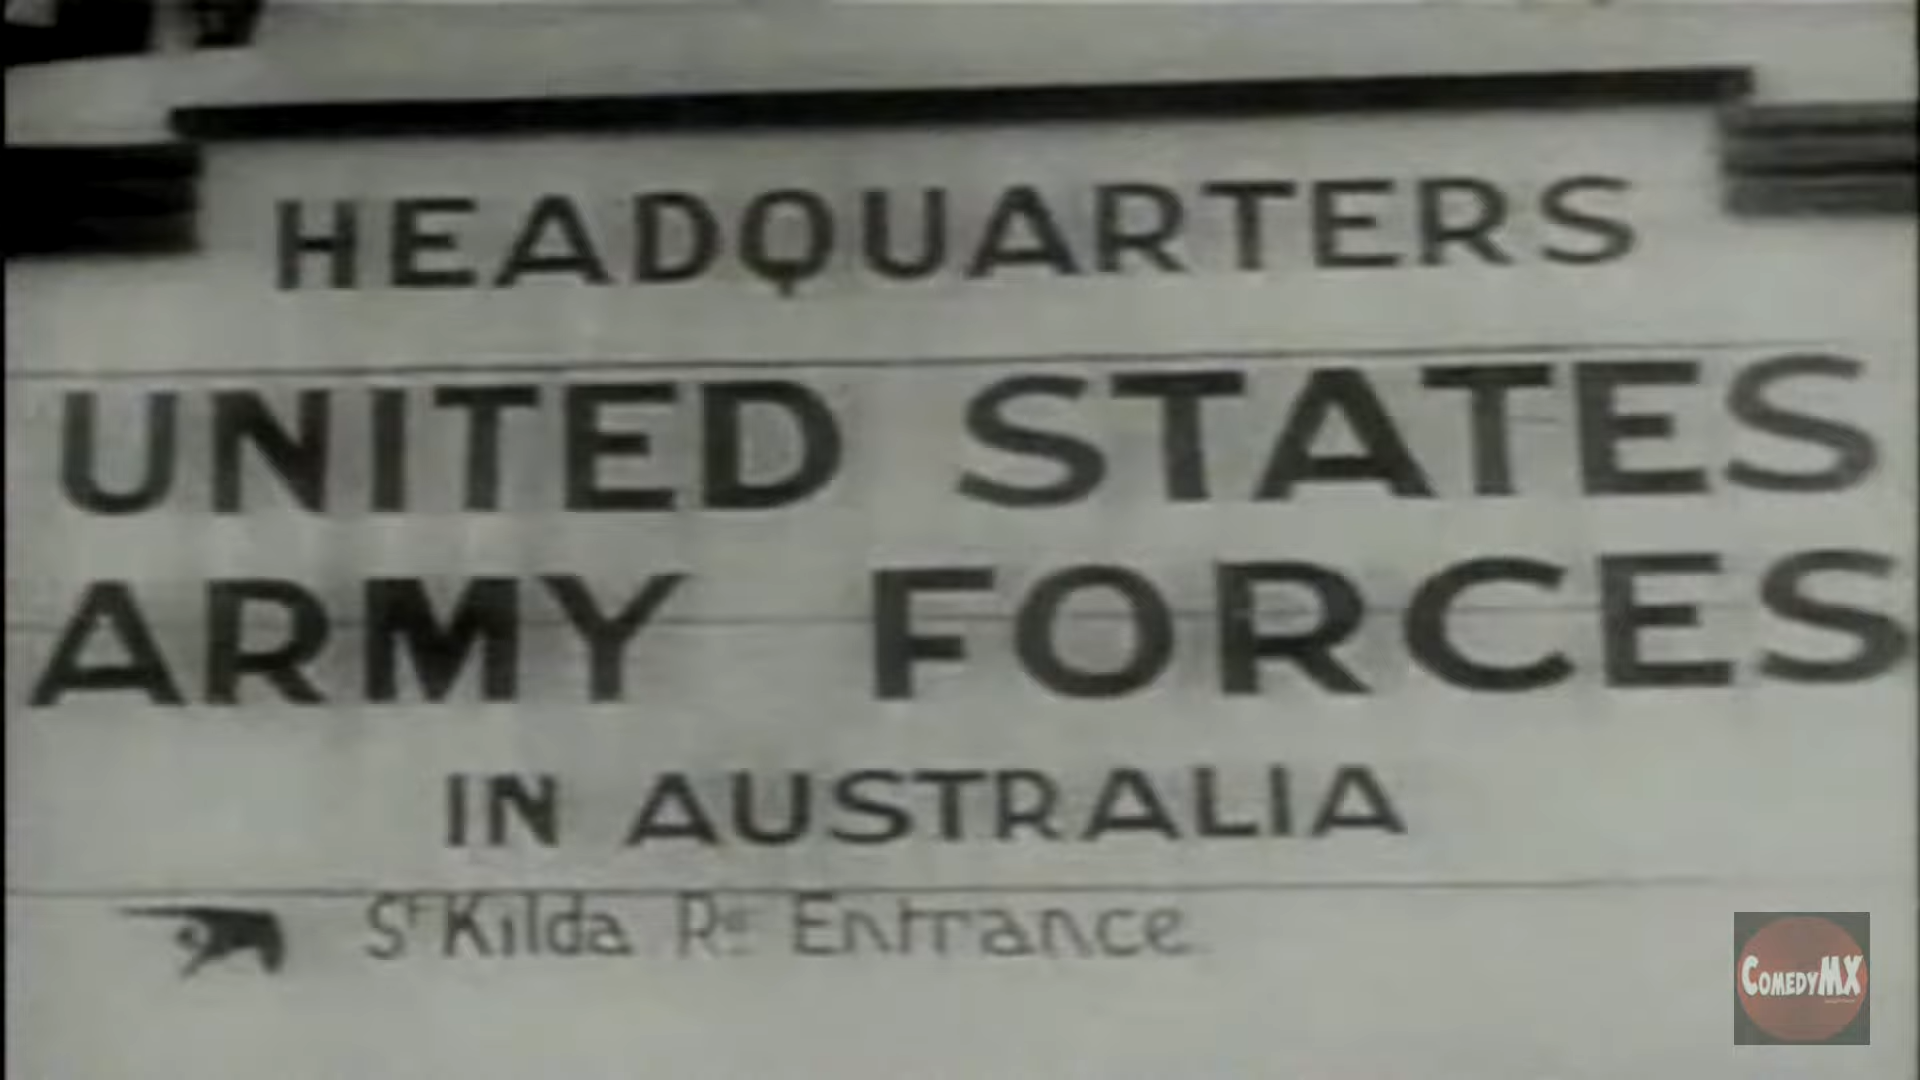 HEADQUARTERS
UNITED STATES
ARMY FORCES
IN AUSTRALIA
St Kilda Rd Entrance
COMEDYMX